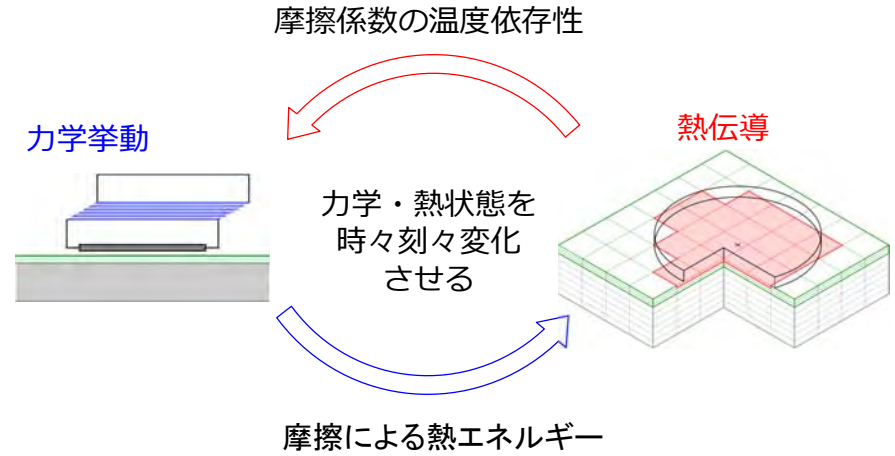 摩擦係数の温度依存性
力学挙動
熱伝導
力学・熱状態を
時々刻々変化
させる
摩擦による熱エネルギー